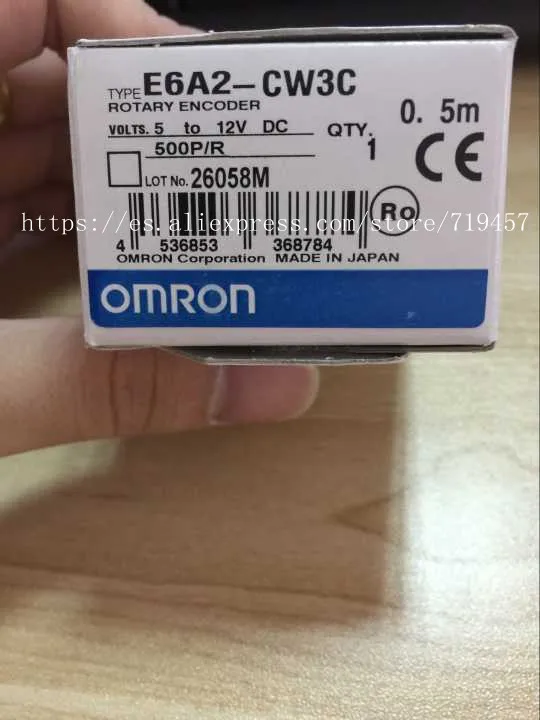 TYPE E6A2-CW3C
ROTARY ENCODER
0. 5m
VOLTS. 5 to 12V DC QTY.
500P/R 1
CE
LOT No. 26058M
Ro
https://es.aliexpress.com/store/719457
4 536853 368784
OMRON Corporation MADE IN JAPAN
OMRON